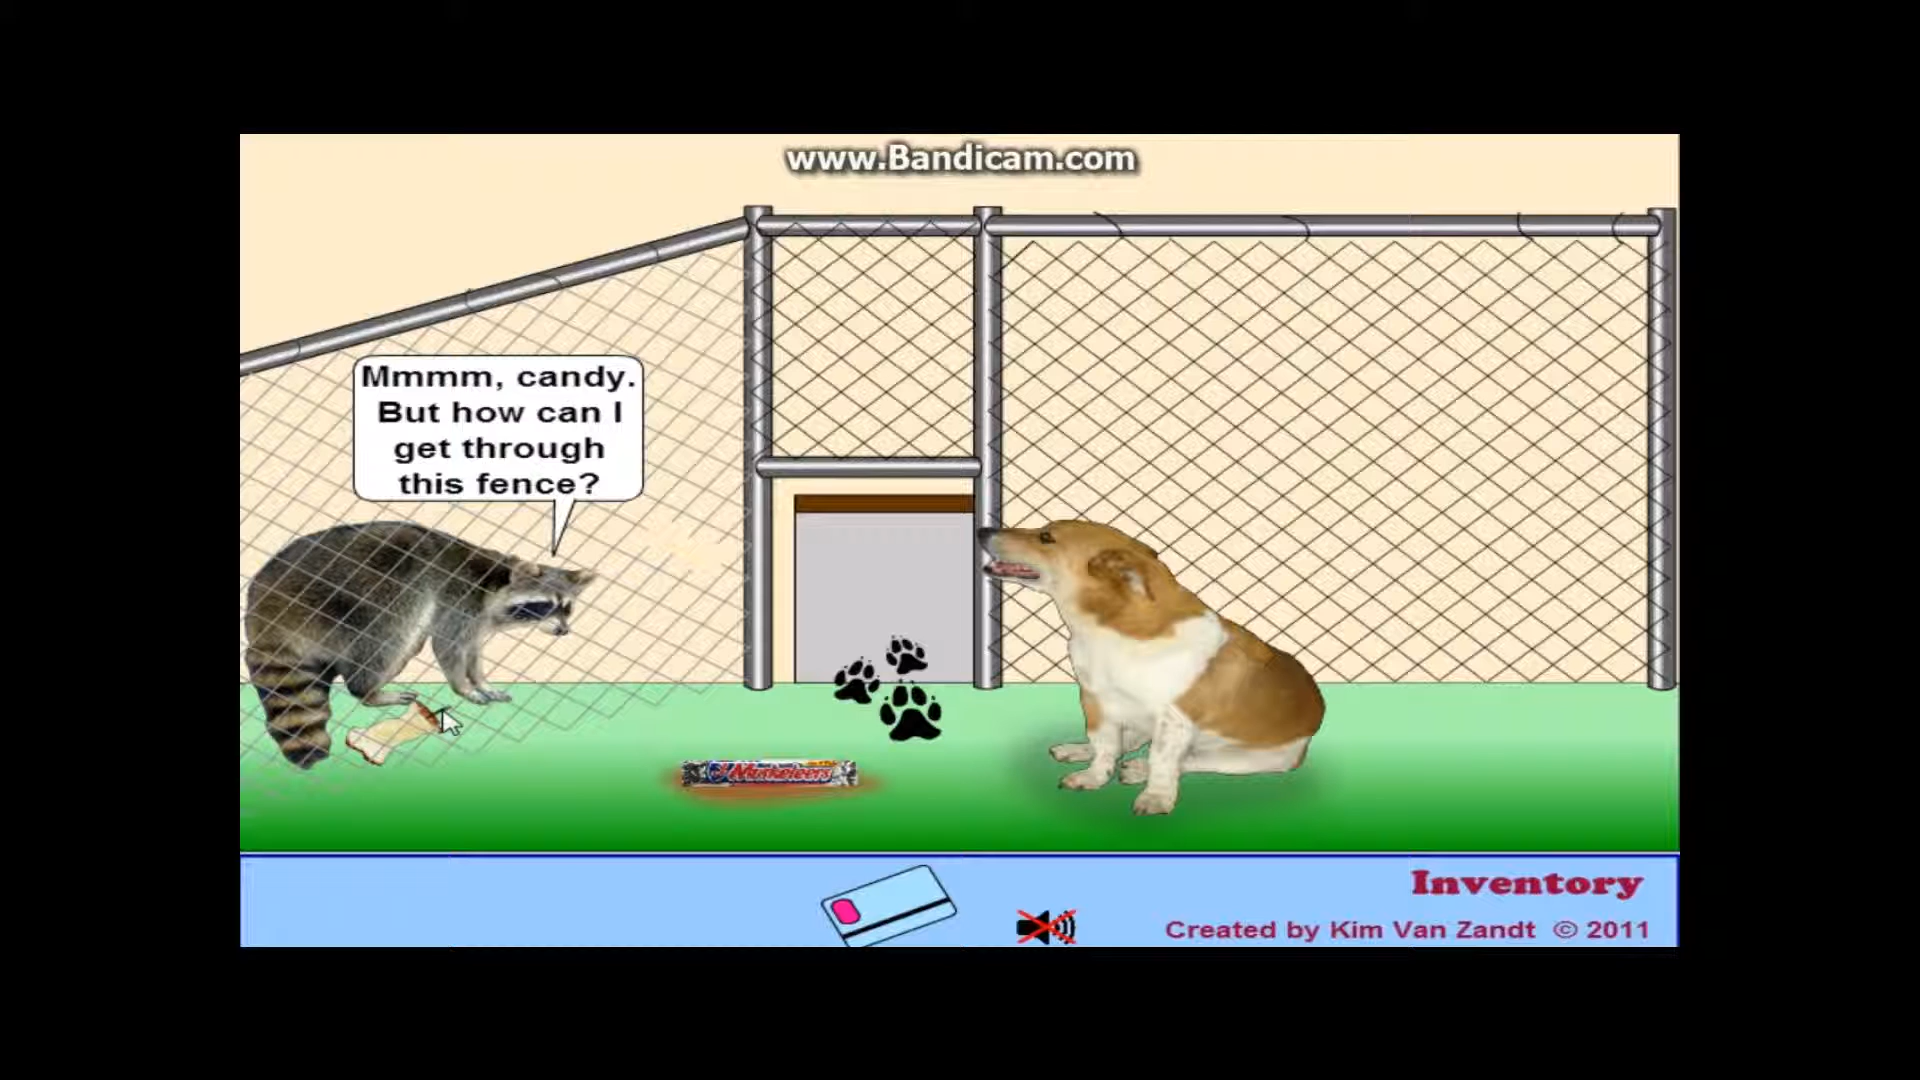 www.Bandicam.com
Mmmm, candy.
But how can I
get through
this fence?
3 Musketeers
Inventory
Created by Kim Van Zandt © 2011